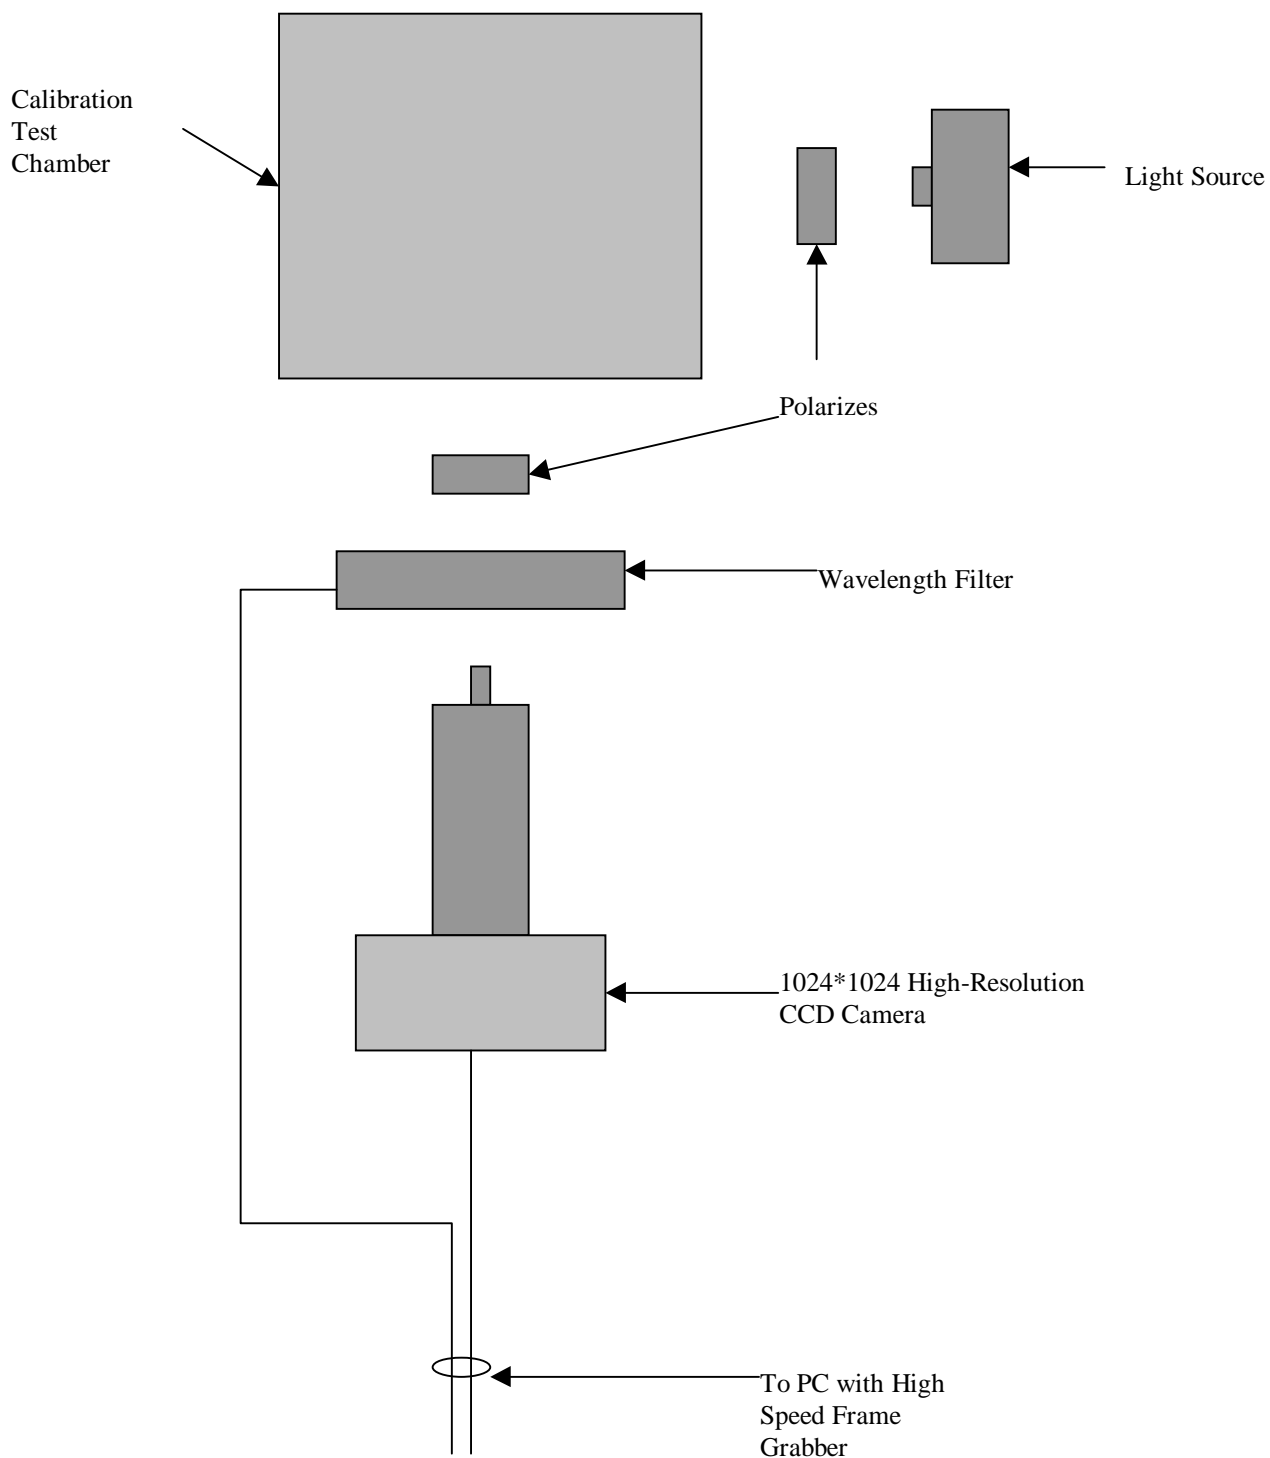 Calibration
Test
Chamber
Light Source
Polarizes
Wavelength Filter
1024*1024 High-Resolution
CCD Camera
To PC with High
Speed Frame
Grabber